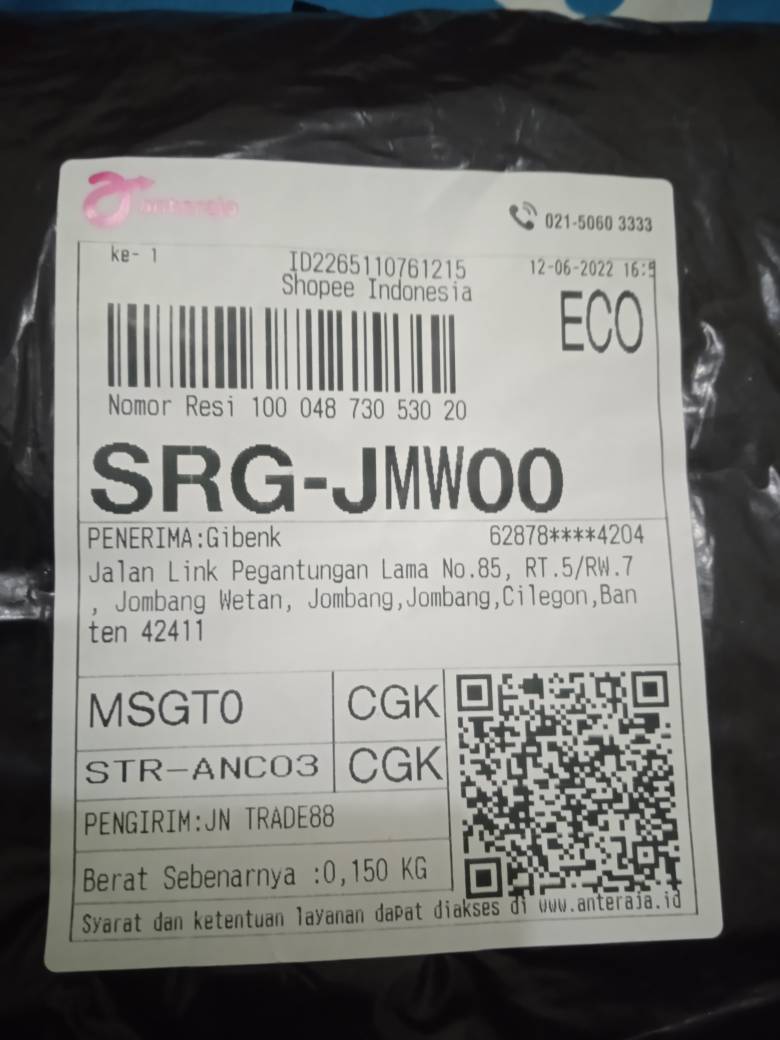 anteraja
021-5060 3333
ke- 1
ID2265110761215
12-06-2022 16:5
Shopee Indonesia
ECO
Nomor Resi 100 048 730 530 20
SRG-JMW00
PENERIMA:Gibenk 62878****4204
Jalan Link Pegantungan Lama No.85, RT.5/RW.7
, Jombang Wetan, Jombang,Jombang,Cilegon,Ban
ten 42411
MSGT0 CGK
STR-ANC03 CGK
PENGIRIM:JN TRADE88
Berat Sebenarnya :0,150 KG
Syarat dan ketentuan layanan dapat diakses di www.anteraja.id